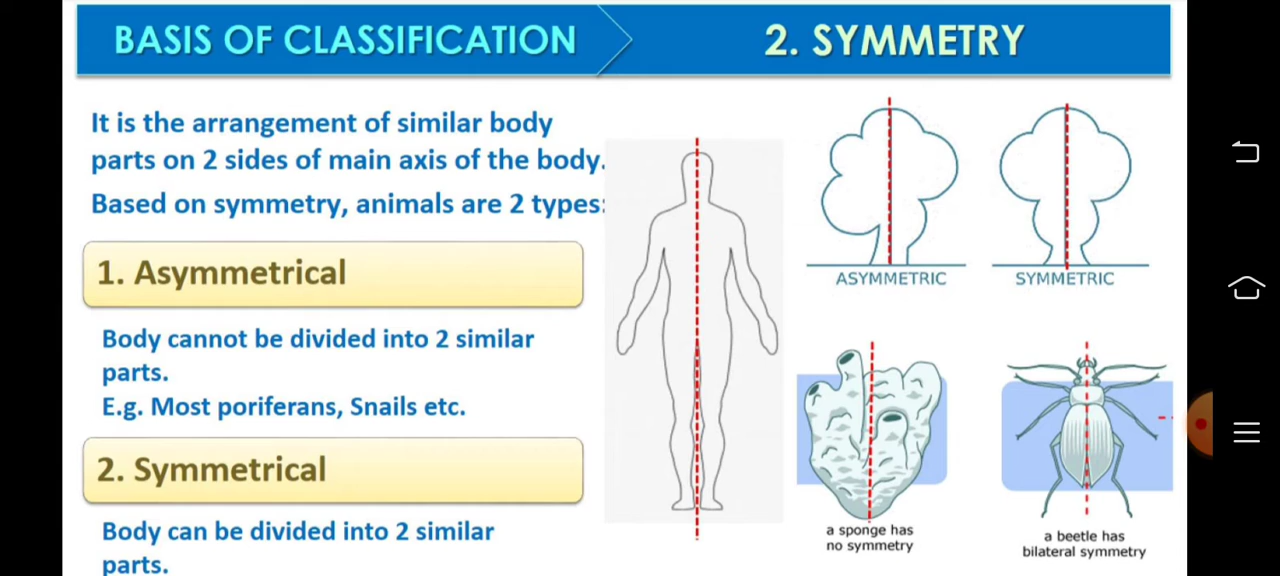 BASIS OF CLASSIFICATION
2. SYMMETRY
It is the arrangement of similar body
parts on 2 sides of main axis of the body.
Based on symmetry, animals are 2 types:
1. Asymmetrical
Body cannot be divided into 2 similar
parts.
E.g. Most poriferans, Snails etc.
2. Symmetrical
Body can be divided into 2 similar
parts.
ASYMMETRIC
SYMMETRIC
a sponge has
no symmetry
a beetle has
bilateral symmetry